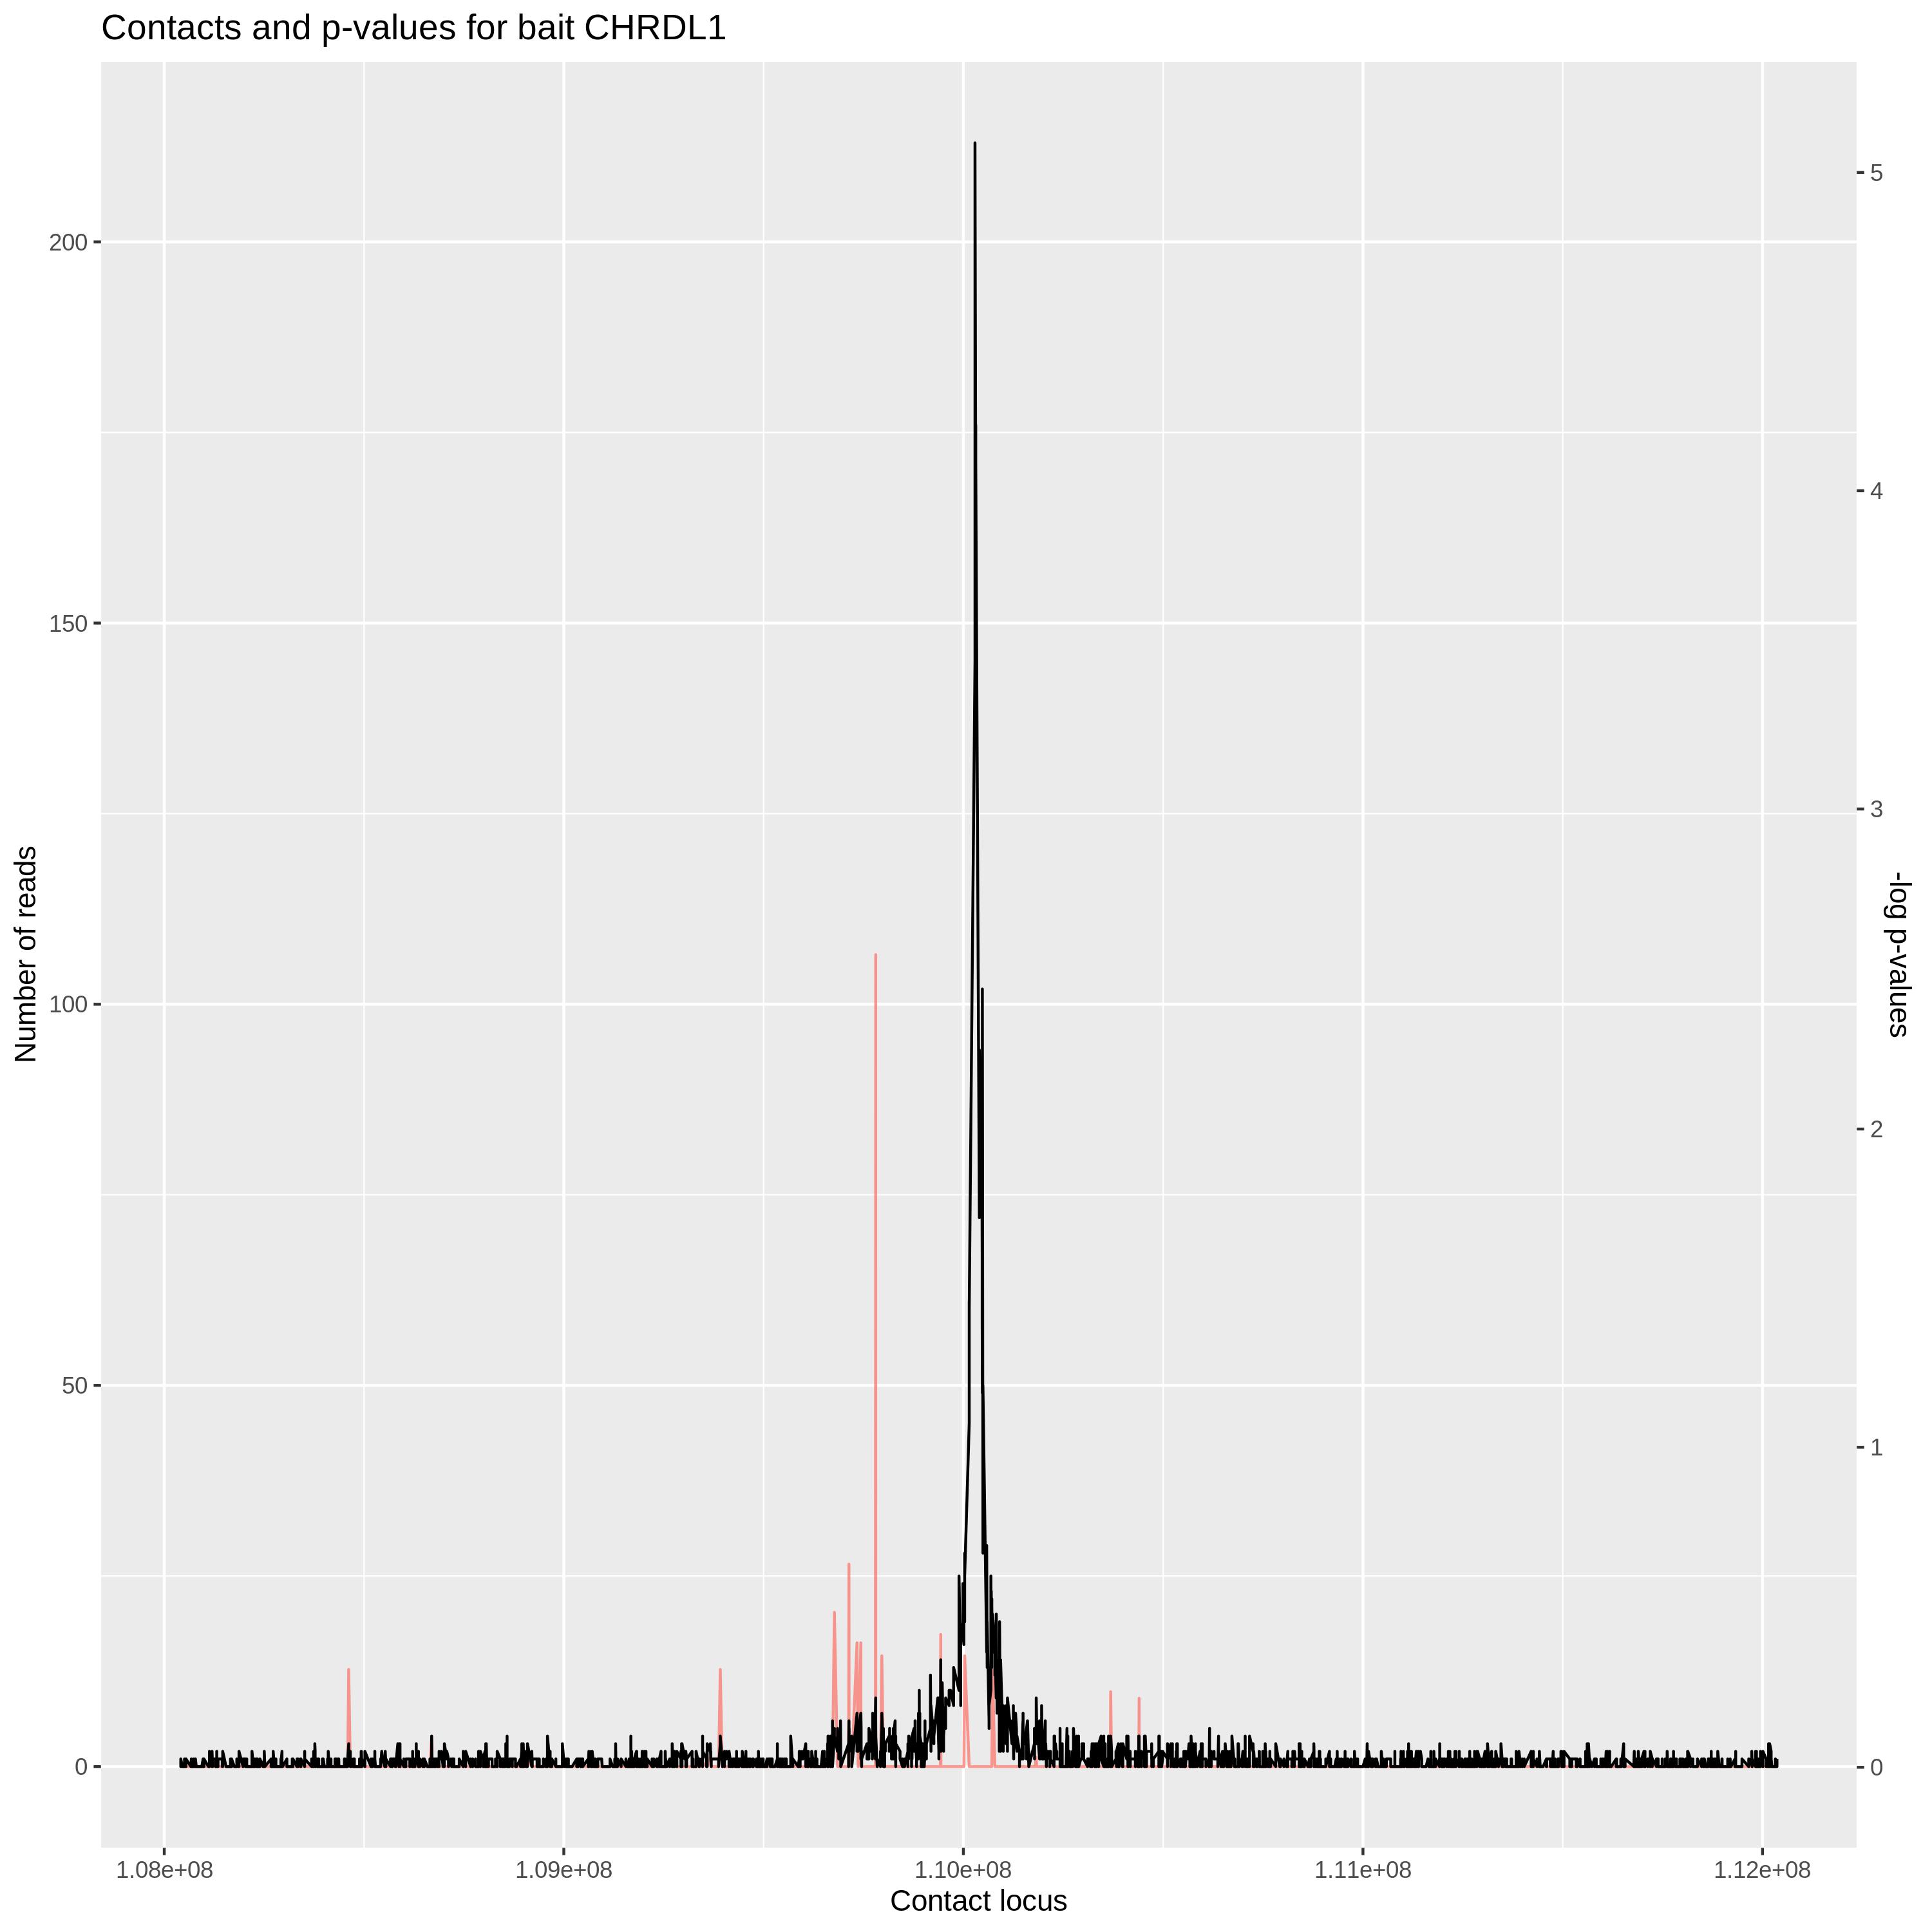 Contacts and p-values for bait CHRDL1
200
150
100
50
0
Number of reads
5
4
3
2
1
0
-log p-values
1.08e+08
1.09e+08
1.10e+08
1.11e+08
1.12e+08
Contact locus